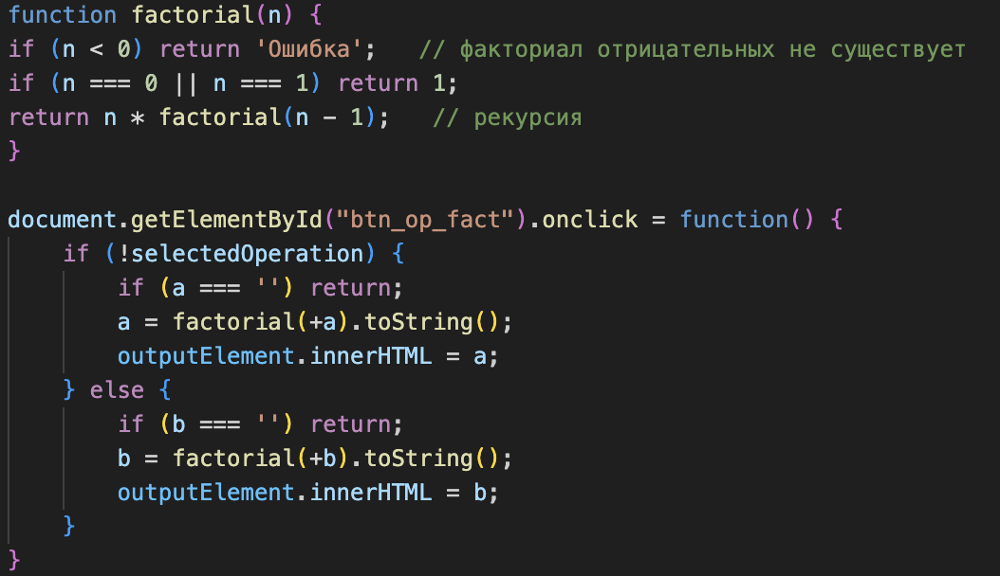 function factorial(n) {
if (n < 0) return 'Ошибка';   // факториал отрицательных не существует
if (n === 0 || n === 1) return 1;
return n * factorial(n - 1);   // рекурсия
}

document.getElementById("btn_op_fact").onclick = function() {
    if (!selectedOperation) {
        if (a === '') return;
        a = factorial(+a).toString();
        outputElement.innerHTML = a;
    } else {
        if (b === '') return;
        b = factorial(+b).toString();
        outputElement.innerHTML = b;
    }
}